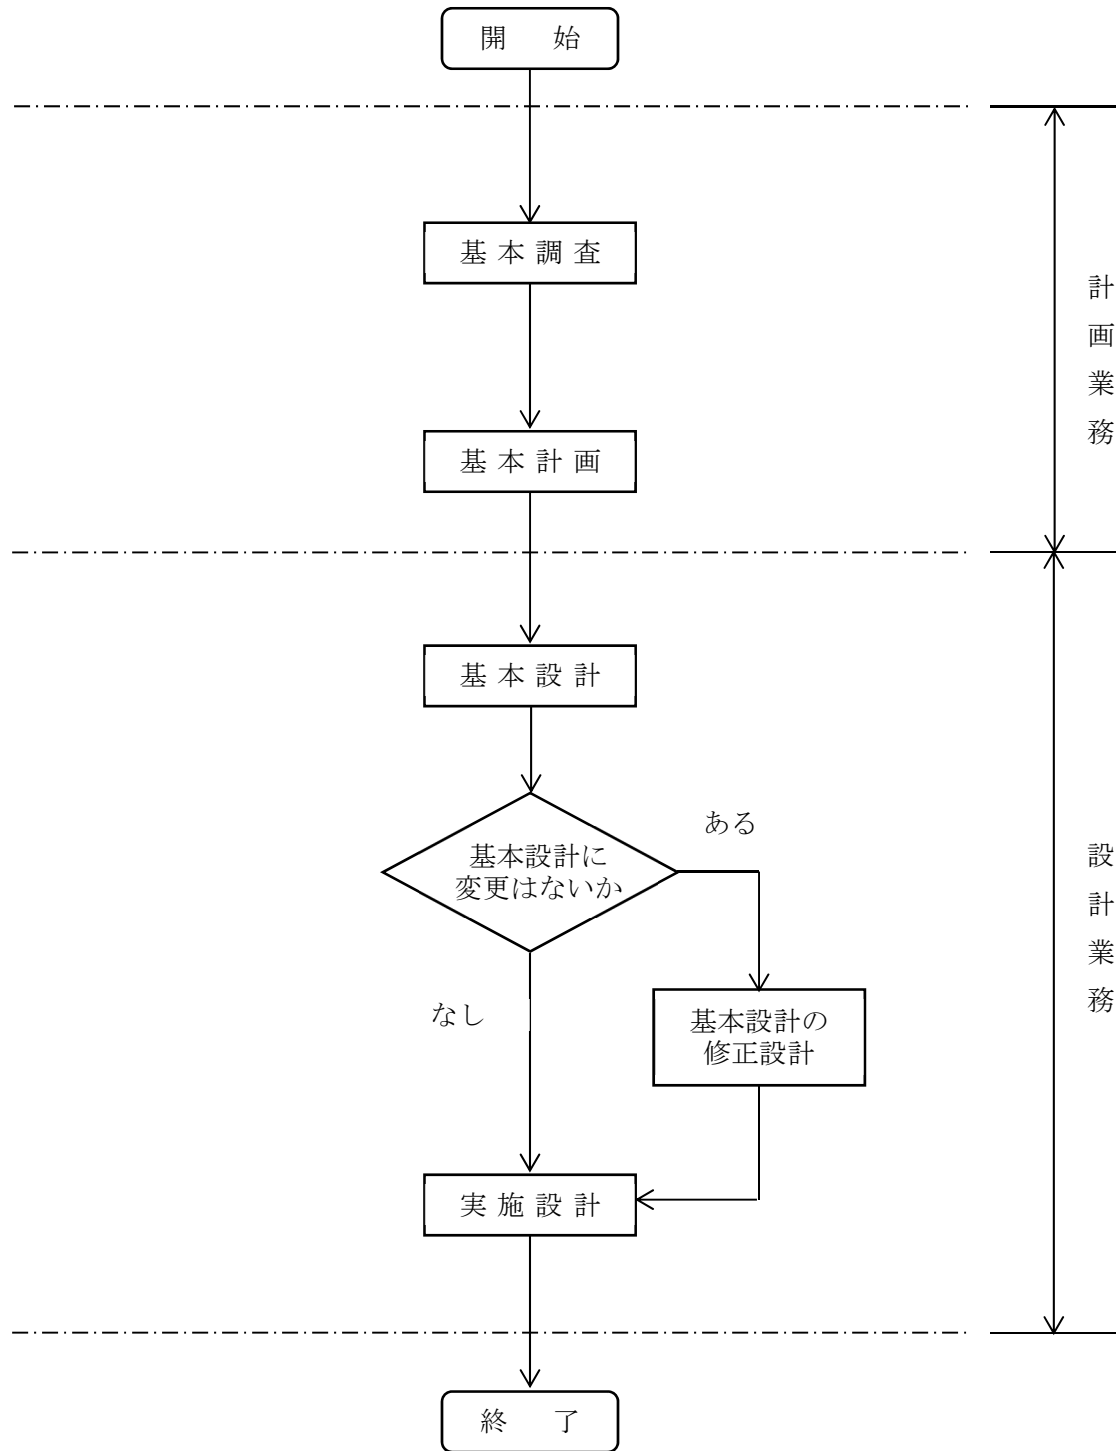 開　始
基本調査
計画業務
基本計画
基本設計
ある
基本設計に
変更はないか
設計業務
なし
基本設計の
修正設計
実施設計
終　了